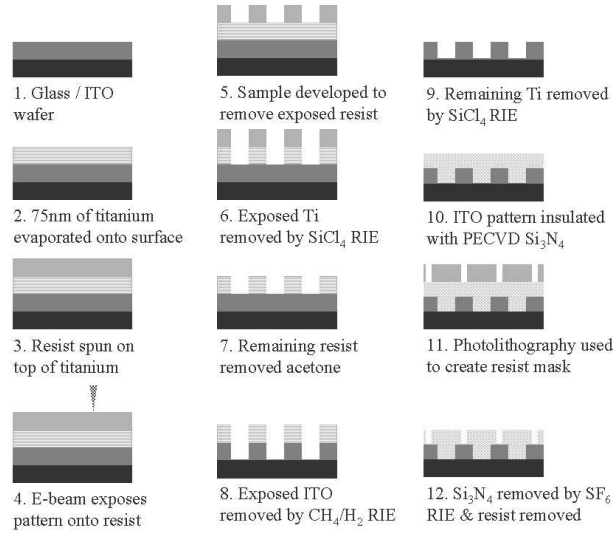 1. Glass / ITO
wafer
2. 75nm of titanium
evaporated onto surface
3. Resist spun on
top of titanium
4. E-beam exposes
pattern onto resist
5. Sample developed to
remove exposed resist
6. Exposed Ti
removed by SiCl₄ RIE
7. Remaining resist
removed acetone
8. Exposed ITO
removed by CH₄/H₂ RIE
9. Remaining Ti removed
by SiCl₄ RIE
10. ITO pattern insulated
with PECVD Si₃N₄
11. Photolithography used
to create resist mask
12. Si₃N₄ removed by SF₆
RIE & resist removed